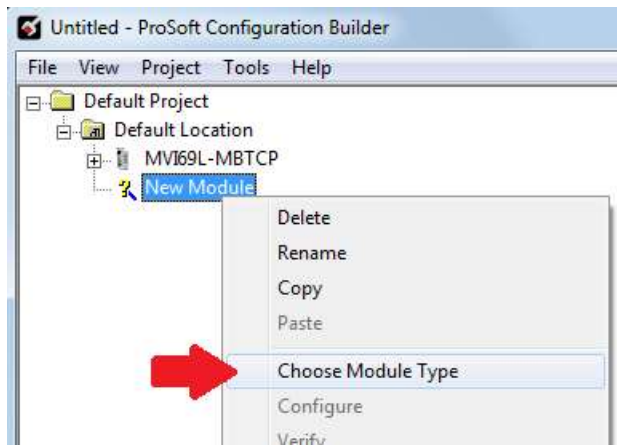 Untitled - ProSoft Configuration Builder
File View Project Tools Help
Default Project
Default Location
MVI69L-MBTCP
New Module
Delete
Rename
Copy
Paste
Choose Module Type
Configure
Verify